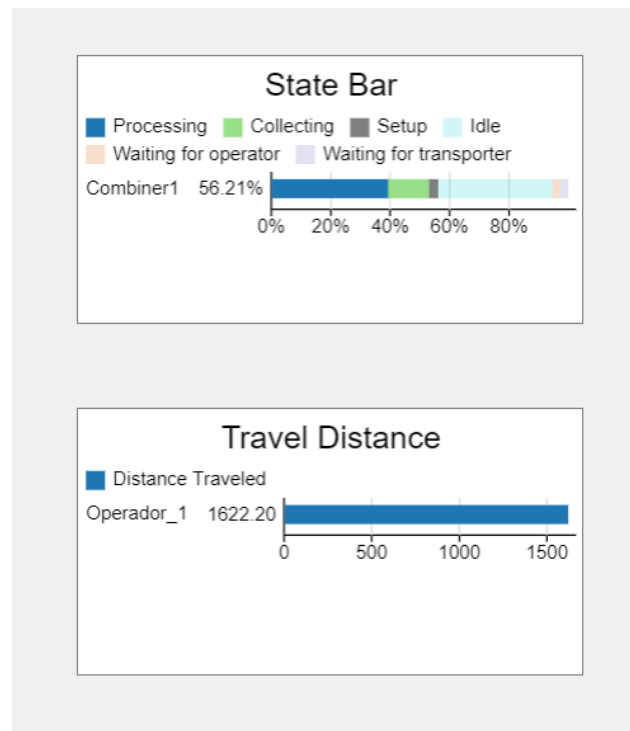 State Bar
Processing Collecting Setup Idle
Waiting for operator Waiting for transporter
Combiner1 56.21%
0% 20% 40% 60% 80%
Travel Distance
Distance Traveled
Operador_1 1622.20
0 500 1000 1500